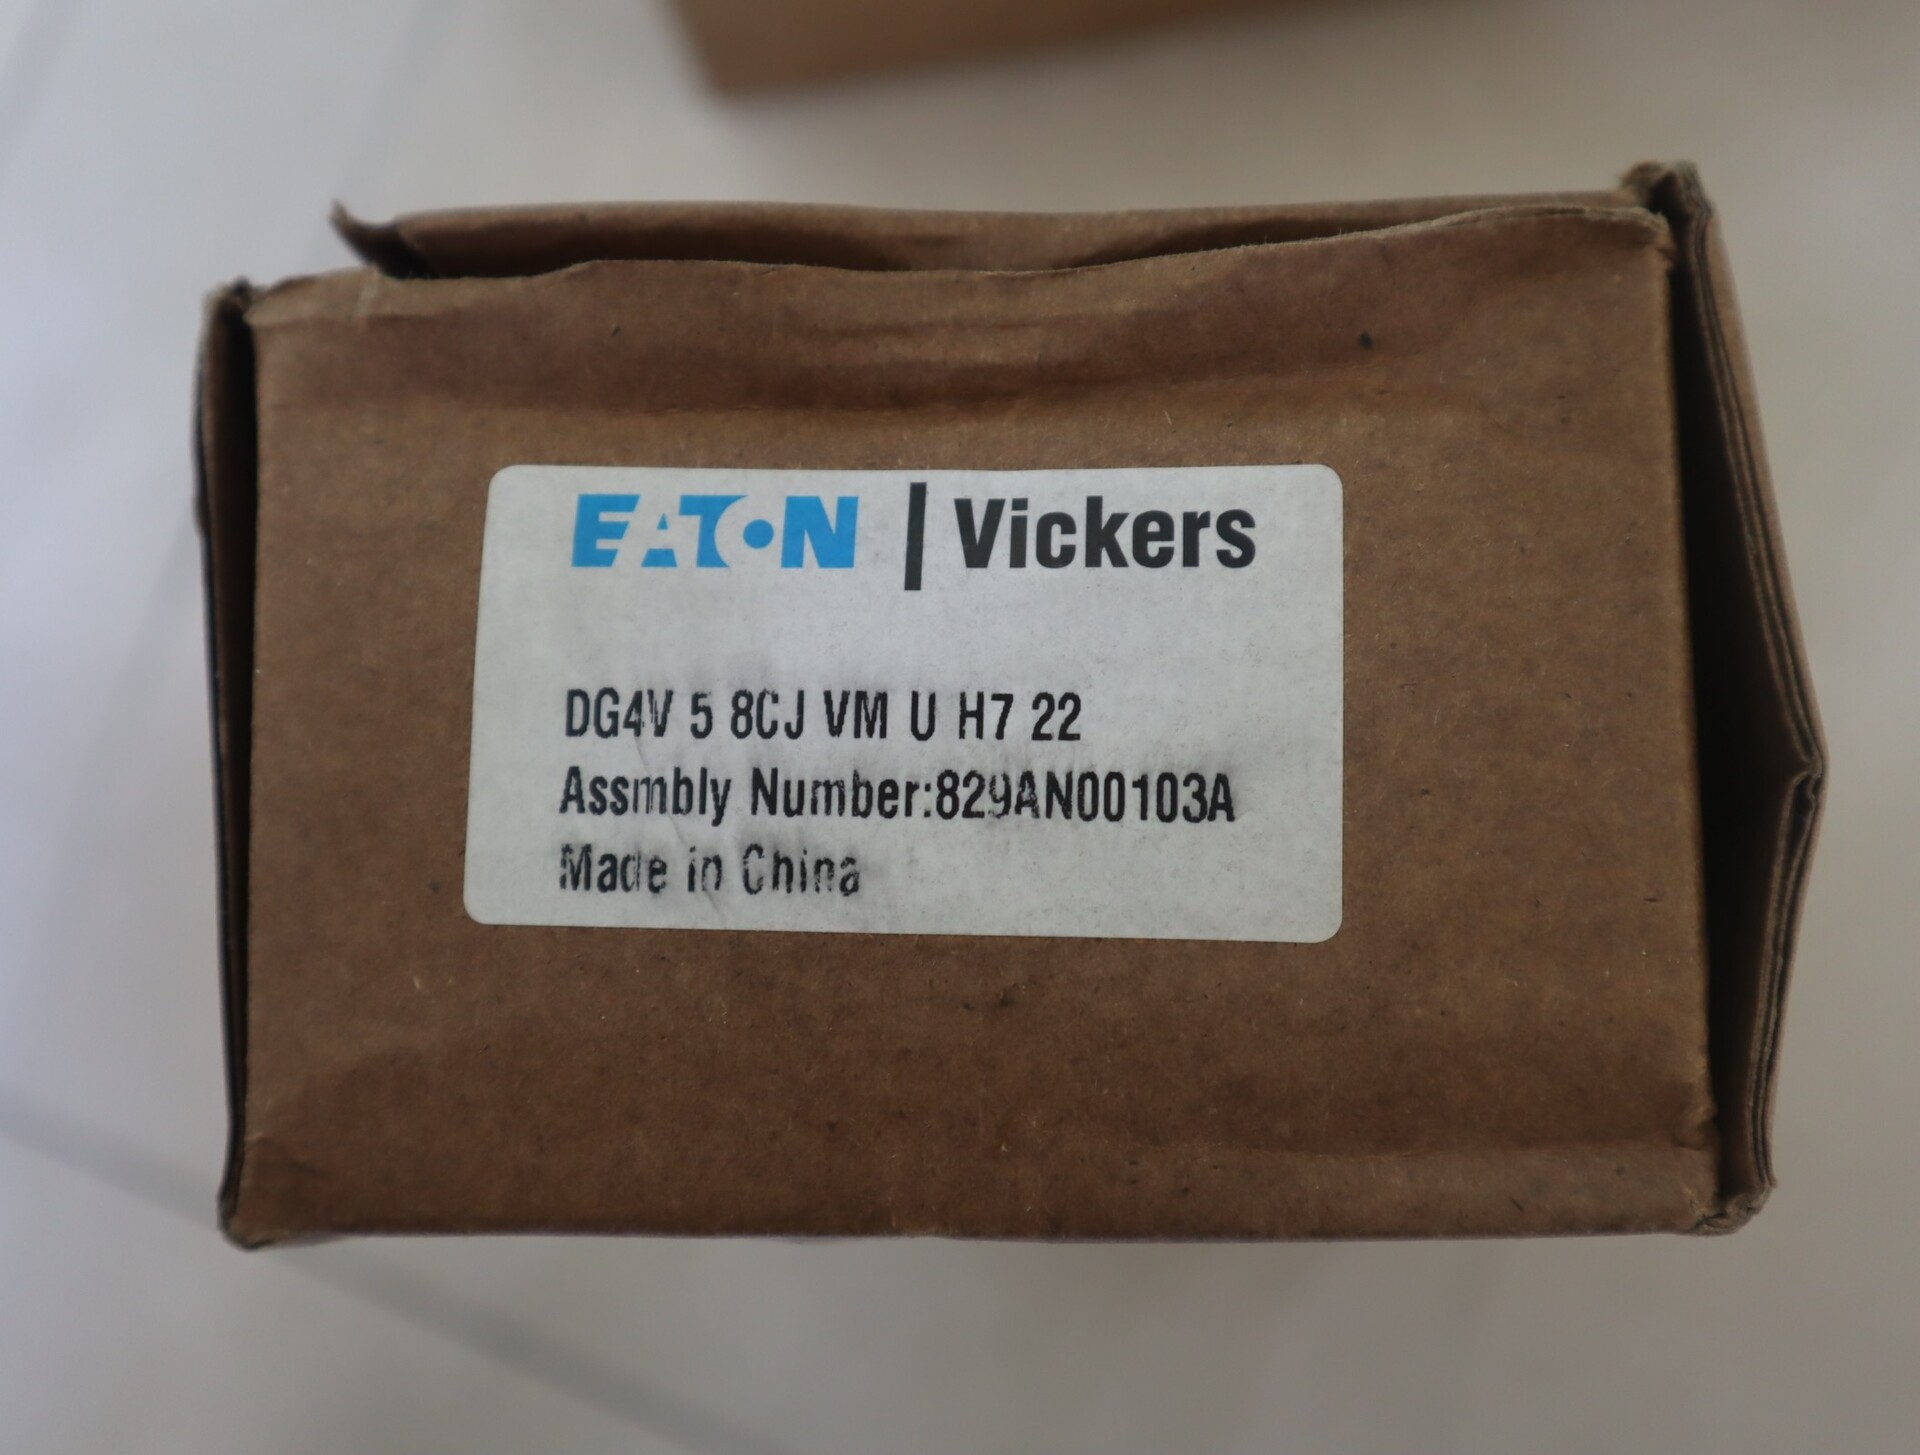 EATON | Vickers
DG4V 5 8CJ VM U H7 22
Assmbly Number:829AN00103A
Made in China